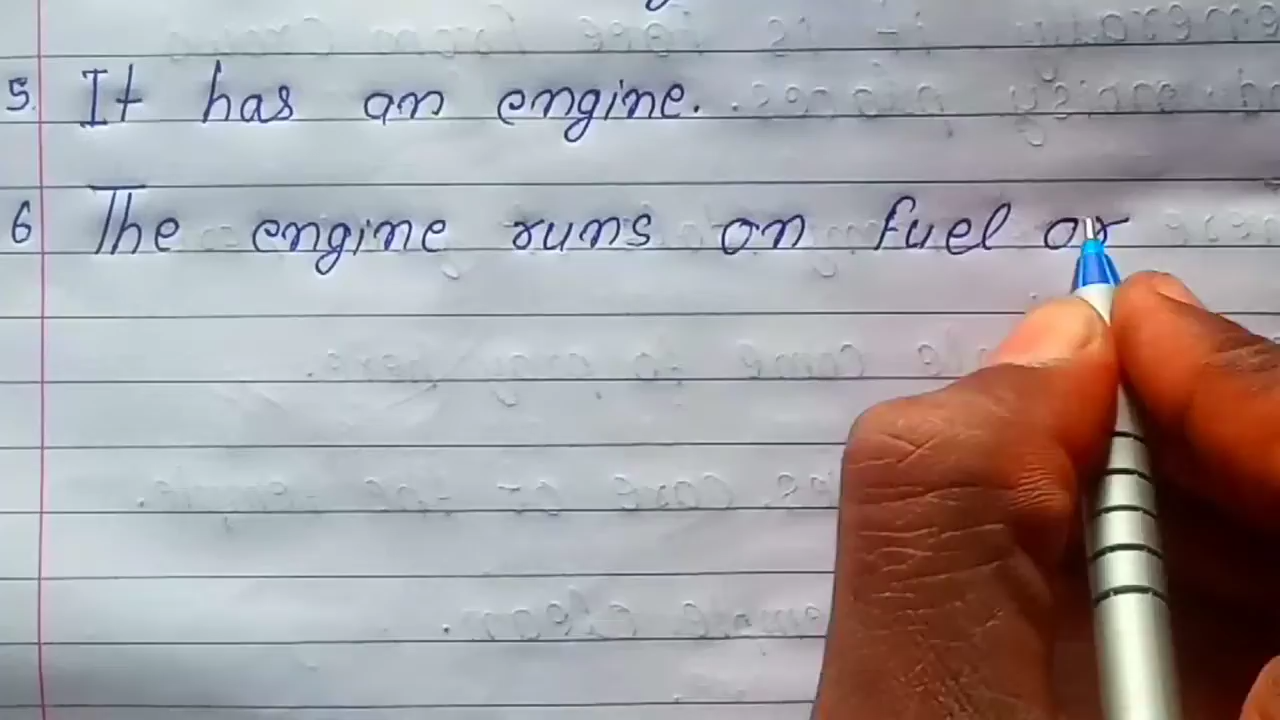 5. It has an engine.
6 The engine runs on fuel or